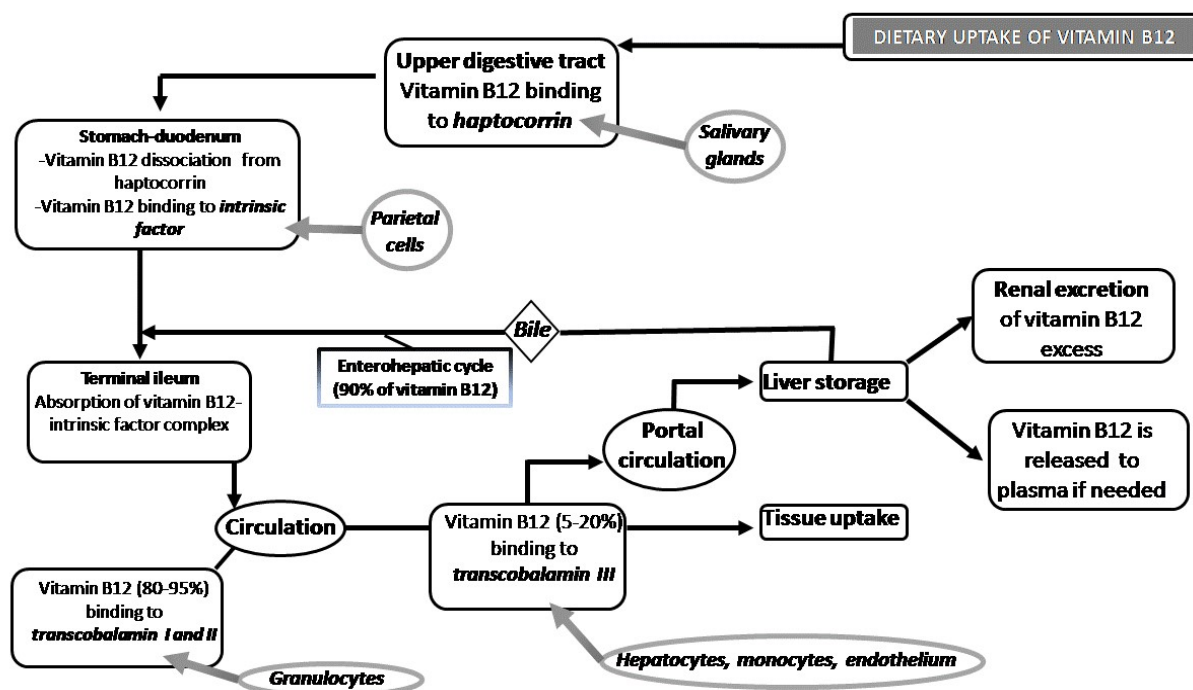 DIETARY UPTAKE OF VITAMIN B12
Upper digestive tract
Vitamin B12 binding
to haptocorrin
Salivary
glands
Stomach-duodenum
-Vitamin B12 dissociation from
haptocorrin
-Vitamin B12 binding to intrinsic
factor
Parietal
cells
Bile
Enterohepatic cycle
(90% of vitamin B12)
Terminal ileum
Absorption of vitamin B12-
intrinsic factor complex
Circulation
Vitamin B12 (80-95%)
binding to
transcobalamin I and II
Granulocytes
Vitamin B12 (5-20%)
binding to
transcobalamin III
Hepatocytes, monocytes, endothelium
Portal
circulation
Tissue uptake
Liver storage
Renal excretion
of vitamin B12
excess
Vitamin B12 is
released to
plasma if needed